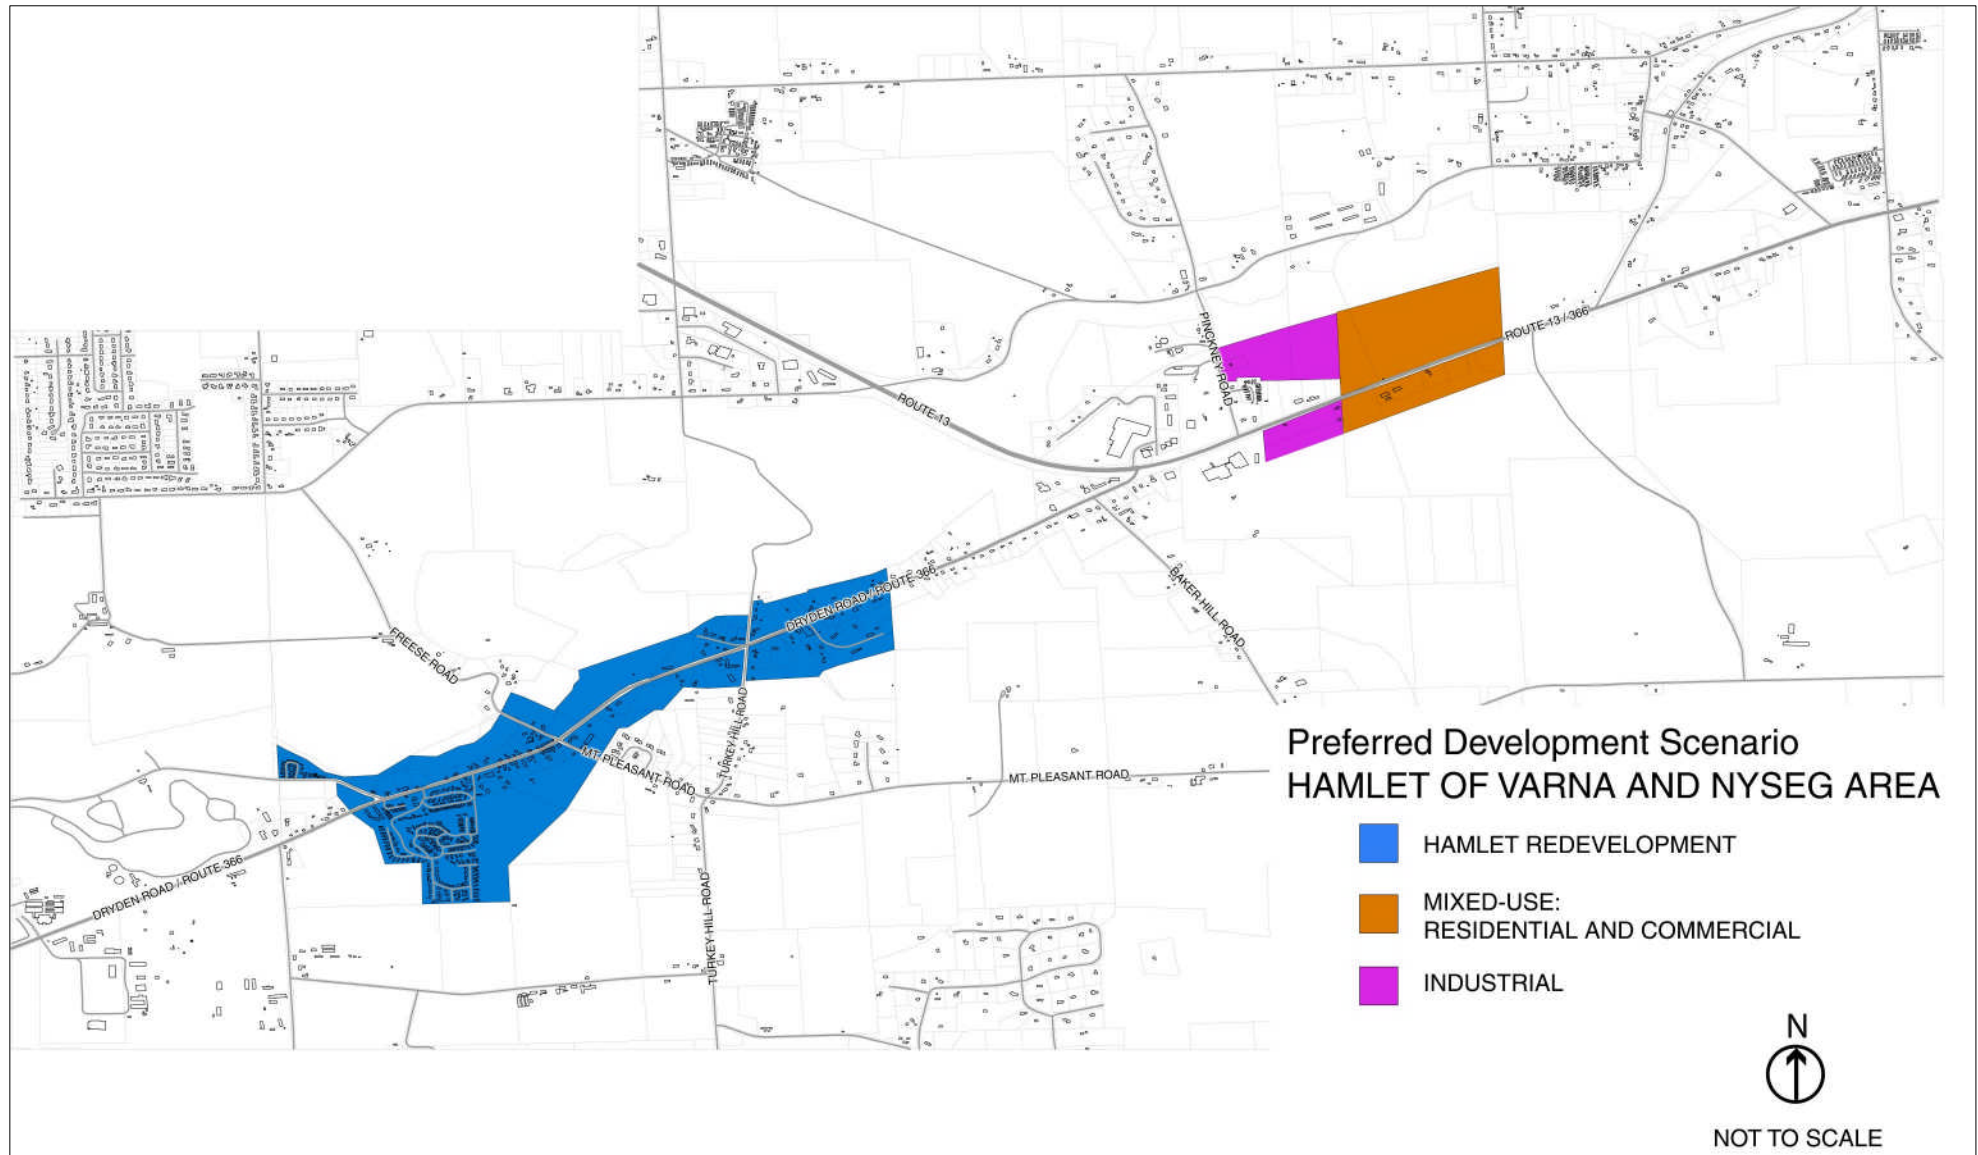 PINCKNEY ROAD
ROUTE 13 / 366
ROUTE 13
DRYDEN ROAD / ROUTE 366
BAKER HILL ROAD
FREESE ROAD
TURKEY HILL ROAD
MT. PLEASANT ROAD
MT. PLEASANT ROAD
DRYDEN ROAD / ROUTE 366
TURKEY HILL ROAD
Preferred Development Scenario
HAMLET OF VARNA AND NYSEG AREA
HAMLET REDEVELOPMENT
MIXED-USE:
RESIDENTIAL AND COMMERCIAL
INDUSTRIAL
N
NOT TO SCALE